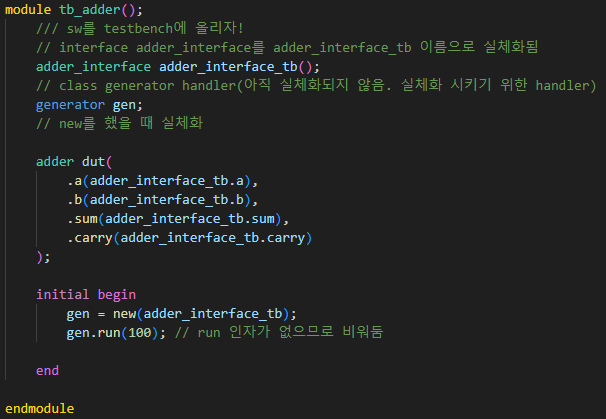 module tb_adder();
    /// sw를 testbench에 올리자!
    // interface adder_interface를 adder_interface_tb 이름으로 실체화됨
    adder_interface adder_interface_tb();
    // class generator handler(아직 실체화되지 않음. 실체화 시키기 위한 handler)
    generator gen;
    // new를 했을 때 실체화
    adder dut(
        .a(adder_interface_tb.a),
        .b(adder_interface_tb.b),
        .sum(adder_interface_tb.sum),
        .carry(adder_interface_tb.carry)
    );
    initial begin
        gen = new(adder_interface_tb);
        gen.run(100); // run 인자가 없으므로 비워둠
    end
endmodule